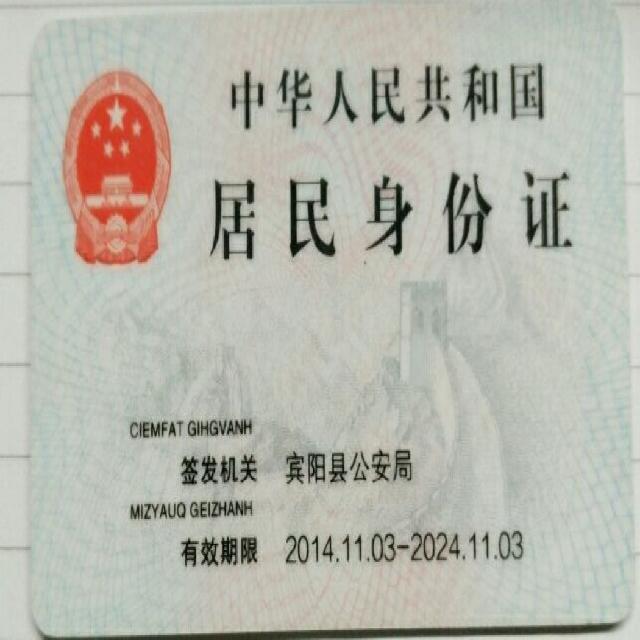 中华人民共和国
居民身份证
CIEMFAT GIHGVANH
签发机关 宾阳县公安局
MIZYAUQ GEIZHANH
有效期限 2014.11.03-2024.11.03